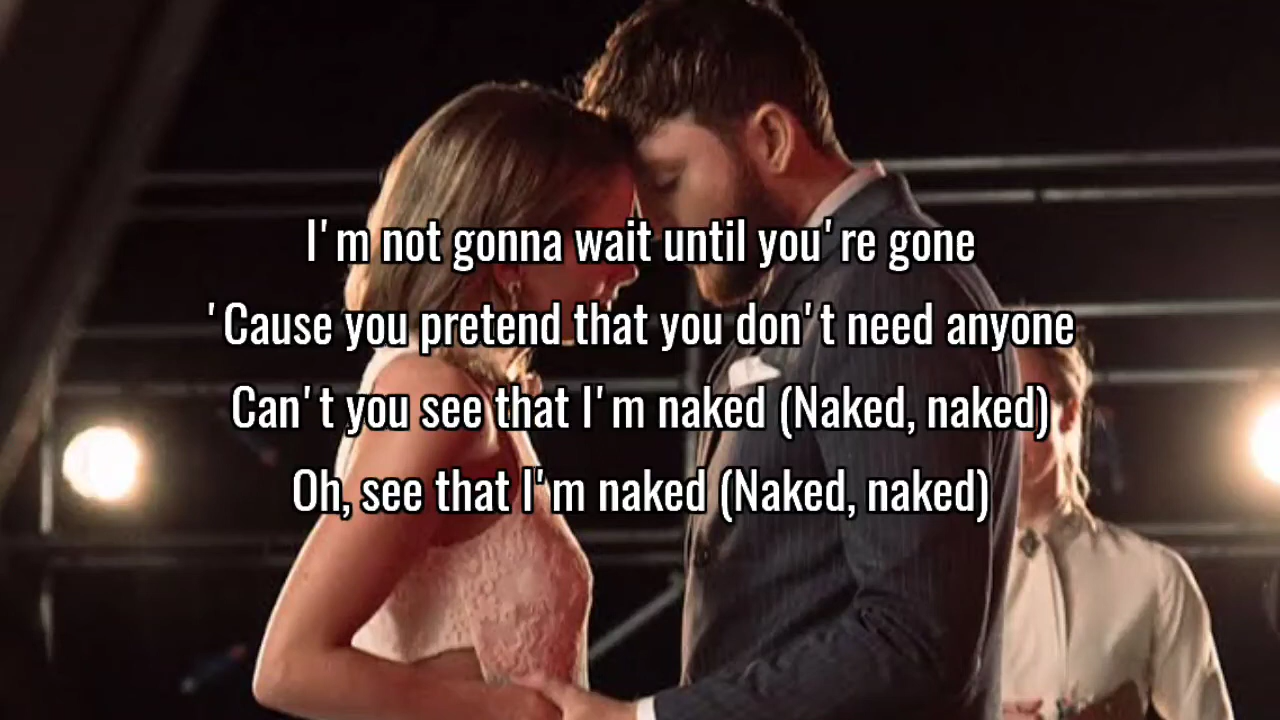 I'm not gonna wait until you're gone
'Cause you pretend that you don't need anyone
Can't you see that I'm naked (Naked, naked)
Oh, see that I'm naked (Naked, naked)